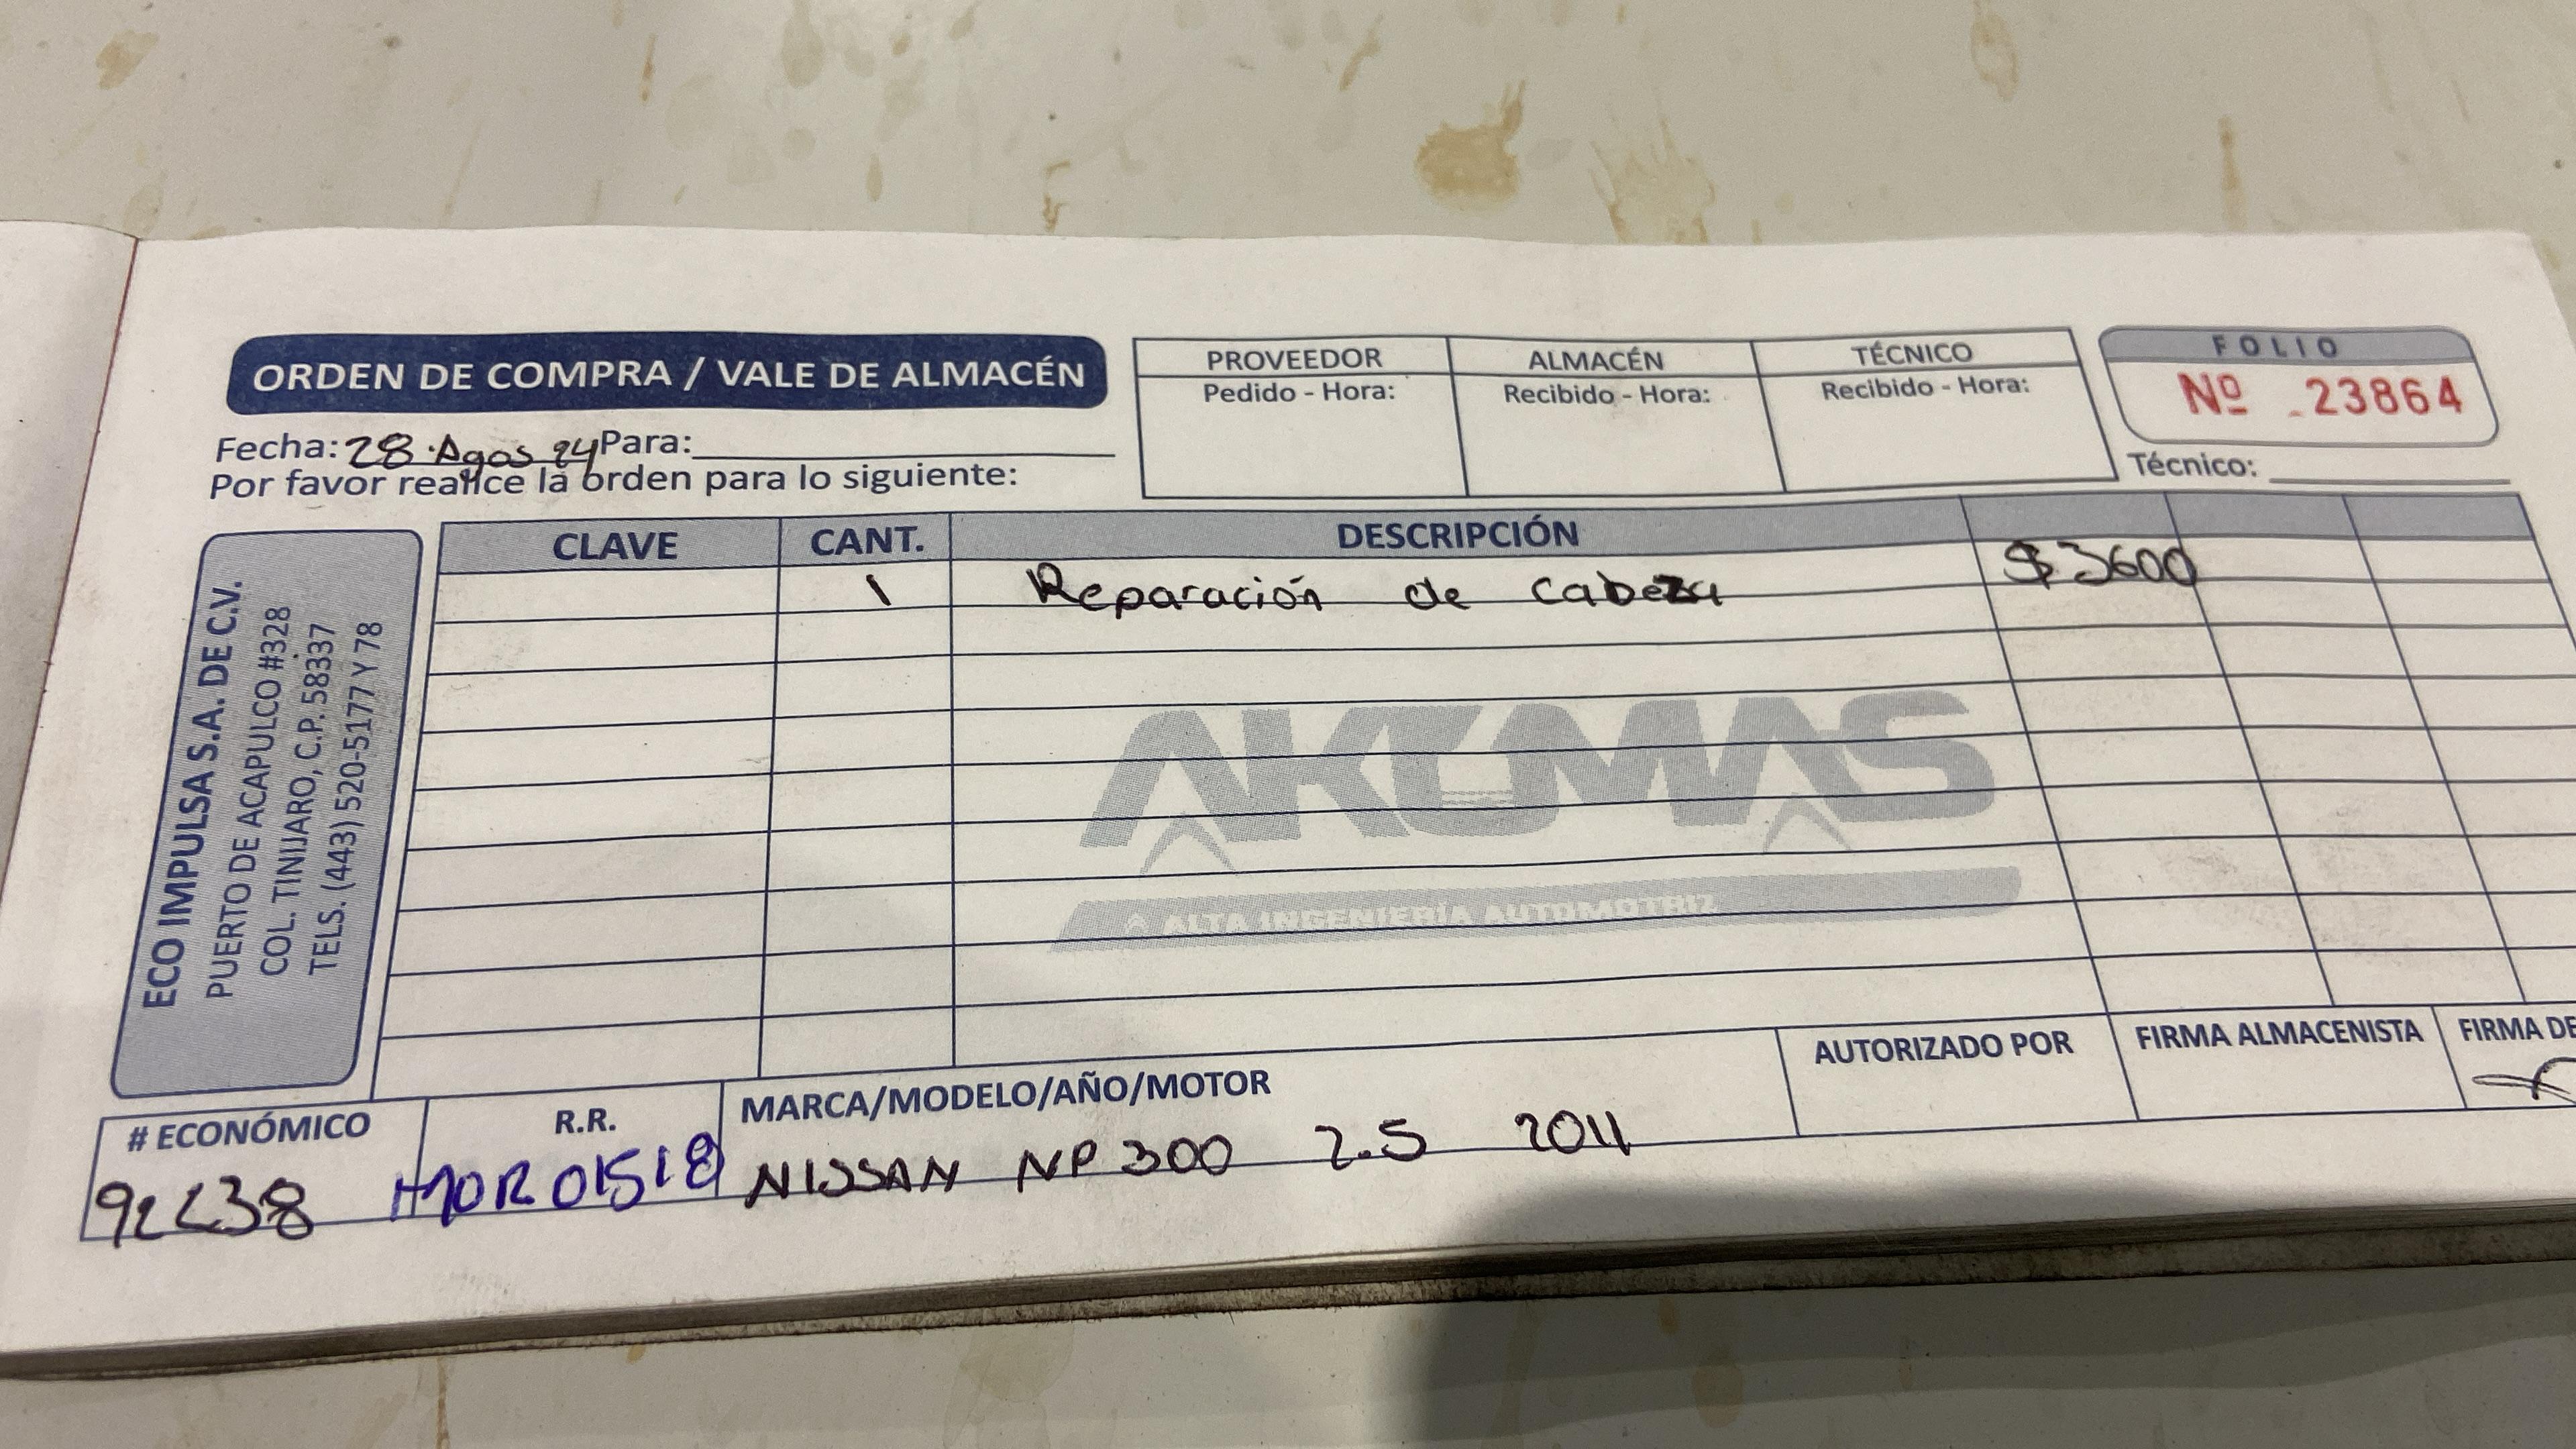 ORDEN DE COMPRA / VALE DE ALMACÉN
PROVEEDOR
Pedido - Hora:
ALMACÉN
Recibido - Hora:
TÉCNICO
Recibido - Hora:
FOLIO
Nº 23864
Fecha: 28 Agos 24 Para:
Técnico:
Por favor realice la orden para lo siguiente:
ECO IMPULSA S.A. DE C.V.
PUERTO DE ACAPULCO #328
COL. TINIJARO, C.P. 58337
TELS. (443) 520-5177 Y 78
CLAVE CANT. DESCRIPCIÓN
1 Reparación de cabeza $3600
AKOMAS
ALTA INGENIERÍA AUTOMOTRIZ
# ECONÓMICO
R.R.
01518
MARCA/MODELO/AÑO/MOTOR
NISSAN NP300 2.5 2011
AUTORIZADO POR
FIRMA ALMACENISTA
FIRMA DE